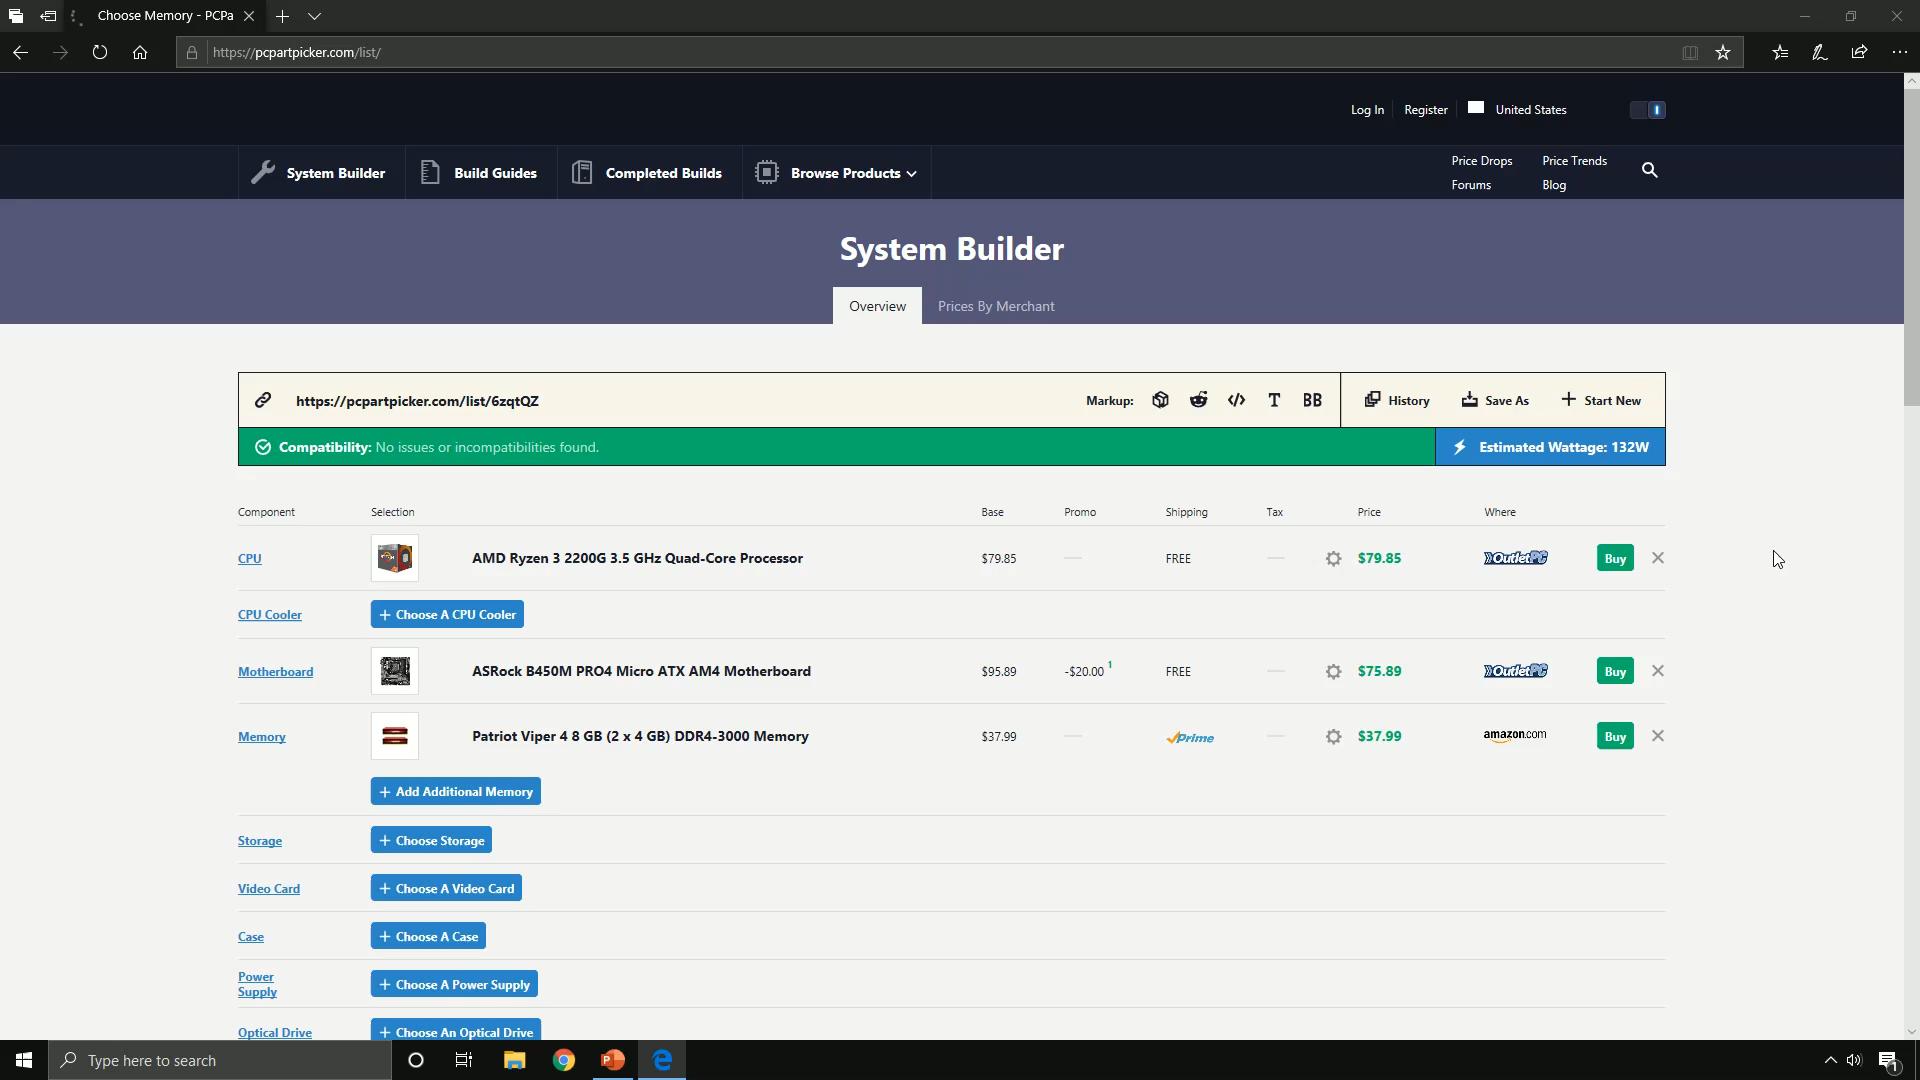 Choose Memory - PCPa
https://pcpartpicker.com/list/
Log In
Register
United States
System Builder
Build Guides
Completed Builds
Browse Products
Price Drops
Price Trends
Forums
Blog
System Builder
Overview
Prices By Merchant
https://pcpartpicker.com/list/6zqtQZ
Markup:
T
BB
History
Save As
Start New
Compatibility: No issues or incompatibilities found.
Estimated Wattage: 132W
Component Selection Base Promo Shipping Tax Price Where
CPU AMD Ryzen 3 2200G 3.5 GHz Quad-Core Processor $79.85 — FREE — $79.85 OutletPC Buy
CPU Cooler + Choose A CPU Cooler
Motherboard ASRock B450M PRO4 Micro ATX AM4 Motherboard $95.89 -$20.00 1 FREE — $75.89 OutletPC Buy
Memory Patriot Viper 4 8 GB (2 x 4 GB) DDR4-3000 Memory $37.99 — Prime — $37.99 amazon.com Buy
+ Add Additional Memory
Storage + Choose Storage
Video Card + Choose A Video Card
Case + Choose A Case
Power
Supply
+ Choose A Power Supply
Optical Drive + Choose An Optical Drive
Type here to search
1